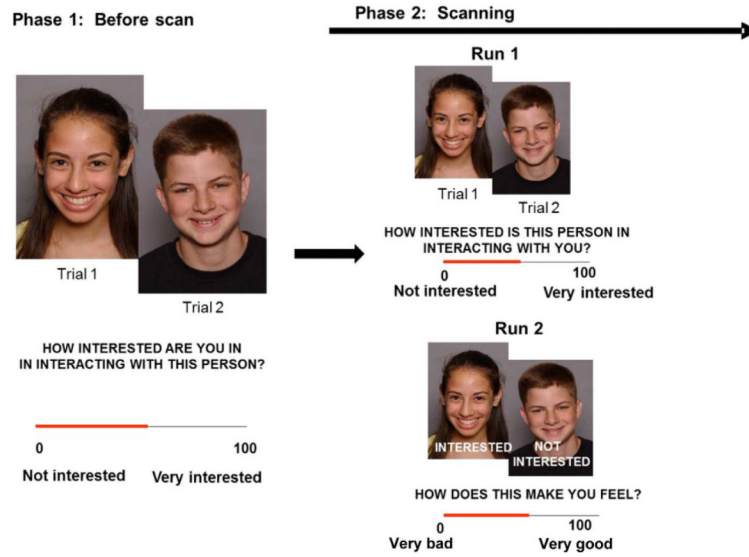 Phase 1: Before scan
Trial 1
Trial 2
HOW INTERESTED ARE YOU IN
IN INTERACTING WITH THIS PERSON?
0
100
Not interested
Very interested
Phase 2: Scanning
Run 1
Trial 1
Trial 2
HOW INTERESTED IS THIS PERSON IN
INTERACTING WITH YOU?
0
100
Not interested
Very interested
Run 2
INTERESTED
NOT
INTERESTED
HOW DOES THIS MAKE YOU FEEL?
0
100
Very bad
Very good